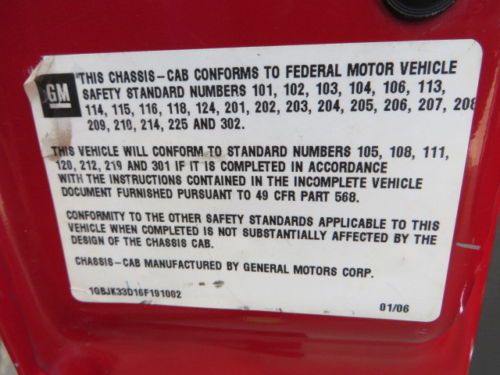 GM
THIS CHASSIS-CAB CONFORMS TO FEDERAL MOTOR VEHICLE
SAFETY STANDARD NUMBERS 101, 102, 103, 104, 106, 113,
114, 115, 116, 118, 124, 201, 202, 203, 204, 205, 206, 207, 208
209, 210, 214, 225 AND 302.
THIS VEHICLE WILL CONFORM TO STANDARD NUMBERS 105, 108, 111,
120, 212, 219 AND 301 IF IT IS COMPLETED IN ACCORDANCE
WITH THE INSTRUCTIONS CONTAINED IN THE INCOMPLETE VEHICLE
DOCUMENT FURNISHED PURSUANT TO 49 CFR PART 568.
CONFORMITY TO THE OTHER SAFETY STANDARDS APPLICABLE TO THIS
VEHICLE WHEN COMPLETED IS NOT SUBSTANTIALLY AFFECTED BY THE
DESIGN OF THE CHASSIS CAB.
CHASSIS-CAB MANUFACTURED BY GENERAL MOTORS CORP.
1GBJK33D16F191002
01/06